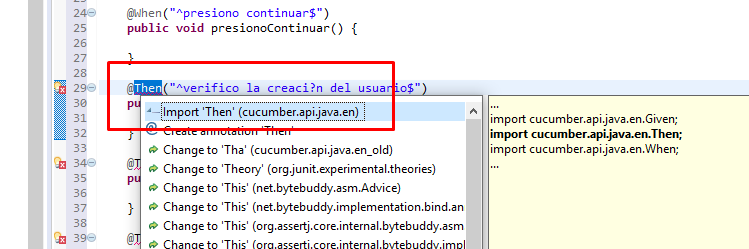 24 @When("^presiono continuar$")
25 public void presionoContinuar() {
26
27 }
28
29 @Then("^verifico la creaci?n del usuario$")
30 pu
31
32 }
33
34 @T
35 pu
36
37 }
38
39 @T
Import 'Then' (cucumber.api.java.en)
Create annotation 'Then'
Change to 'Tha' (cucumber.api.java.en_old)
Change to 'Theory' (org.junit.experimental.theories)
Change to 'This' (net.bytebuddy.asm.Advice)
Change to 'This' (net.bytebuddy.implementation.bind.an
Change to 'This' (org.assertj.core.internal.bytebuddy.asm
Change to 'This' (org.assertj.core.internal.bytebuddy.imple
...
import cucumber.api.java.en.Given;
import cucumber.api.java.en.Then;
import cucumber.api.java.en.When;
...